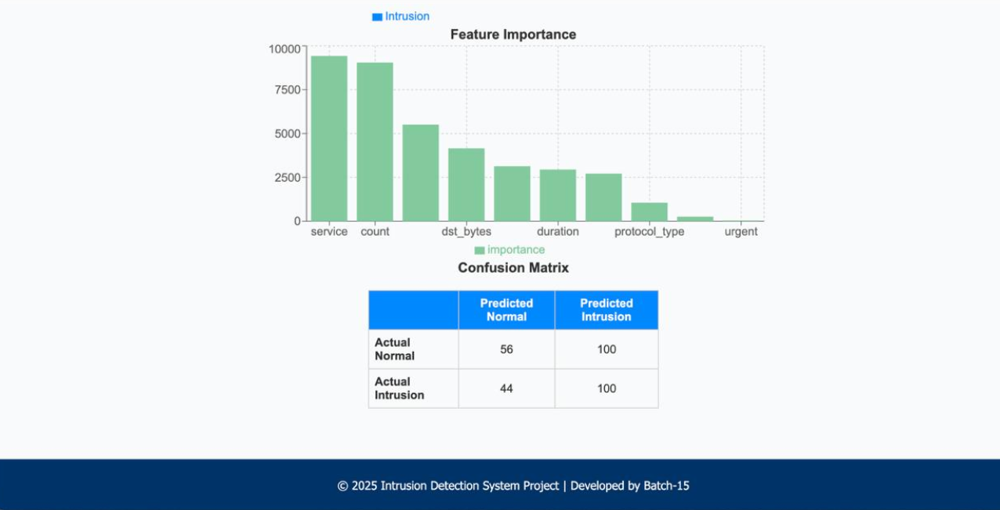 Intrusion
Feature Importance
10000
7500
5000
2500
0
service count dst_bytes duration protocol_type urgent
importance
Confusion Matrix
Predicted Normal Predicted Intrusion
Actual Normal 56 100
Actual Intrusion 44 100
© 2025 Intrusion Detection System Project | Developed by Batch-15